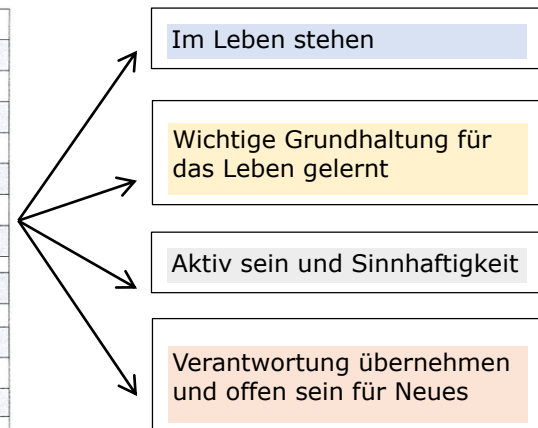 Im Leben stehen
Wichtige Grundhaltung für
das Leben gelernt
Aktiv sein und Sinnhaftigkeit
Verantwortung übernehmen
und offen sein für Neues